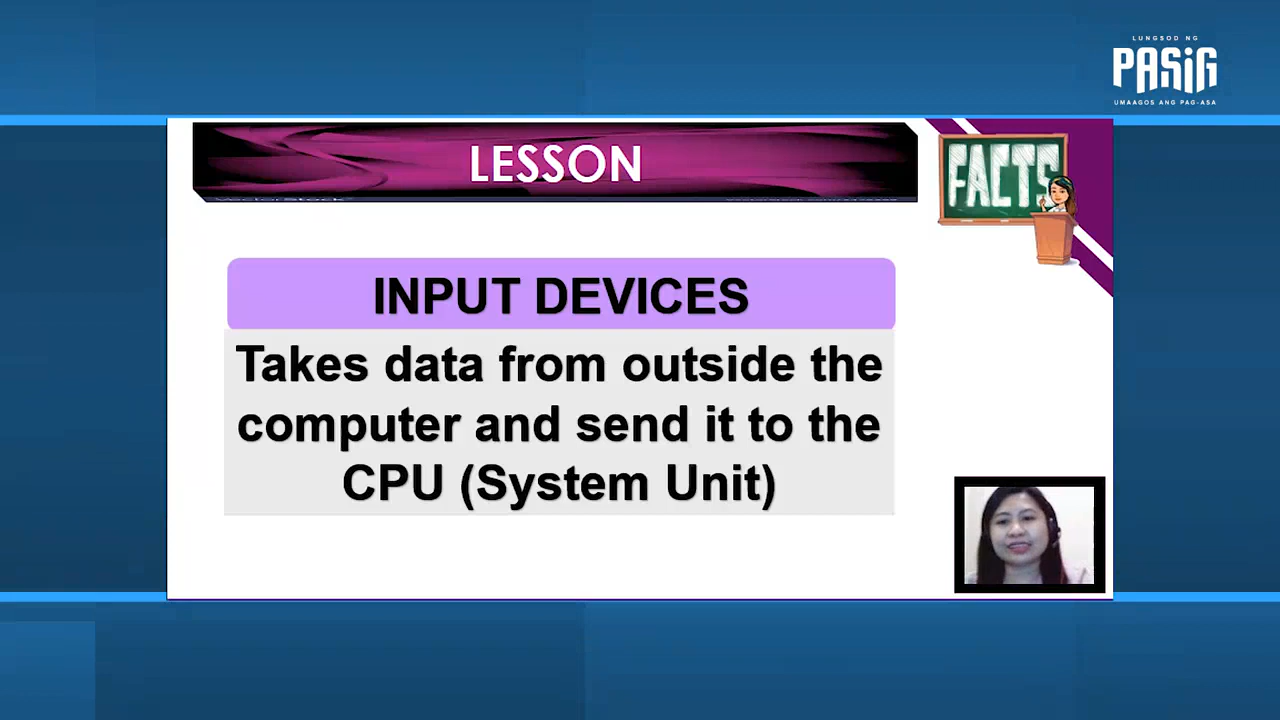 LUNGSOD NG
PASIG
UMAAGOS ANG PAG-ASA
LESSON
FACTS
VectorStock
INPUT DEVICES
Takes data from outside the
computer and send it to the
CPU (System Unit)